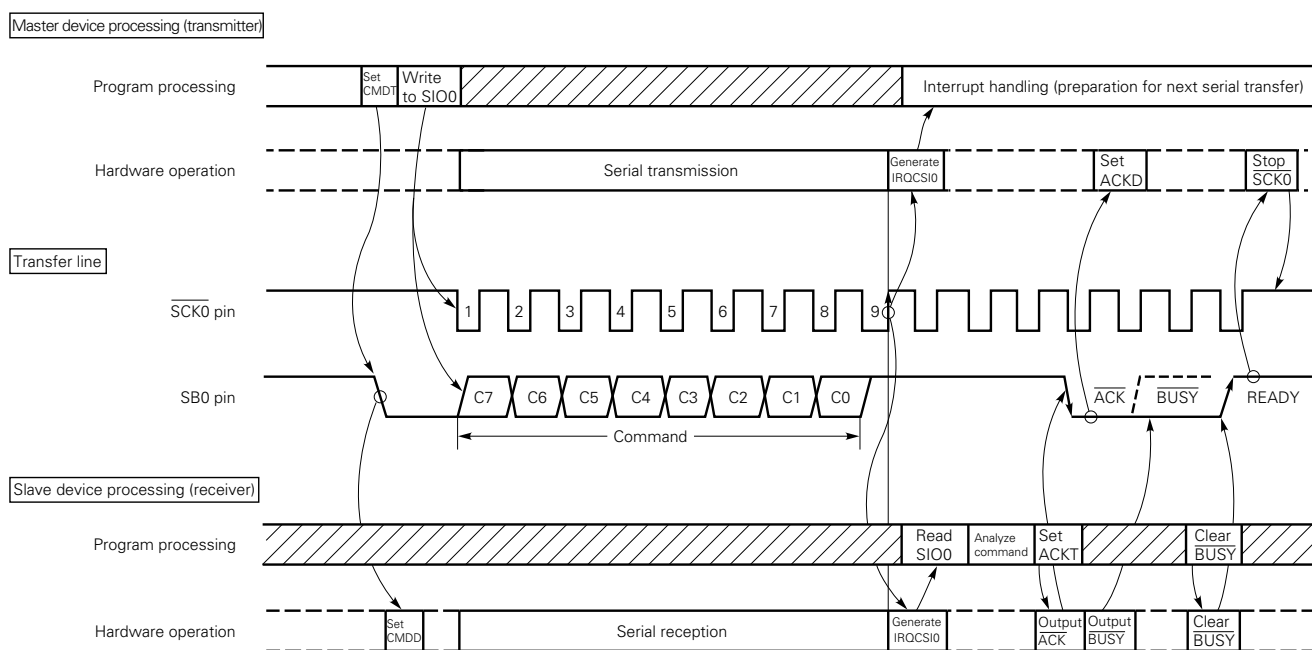 Master device processing (transmitter)
Program processing
Set
CMDT
Write
to SIO0
Interrupt handling (preparation for next serial transfer)
Hardware operation
Serial transmission
Generate
IRQCSI0
Set
ACKD
Stop
SCK0
Transfer line
SCK0 pin
1 2 3 4 5 6 7 8 9
SB0 pin
C7 C6 C5 C4 C3 C2 C1 C0
ACK BUSY READY
Command
Slave device processing (receiver)
Program processing
Read
SIO0
Analyze
command
Set
ACKT
Clear
BUSY
Hardware operation
Set
CMDD
Serial reception
Generate
IRQCSI0
Output
ACK
Output
BUSY
Clear
BUSY